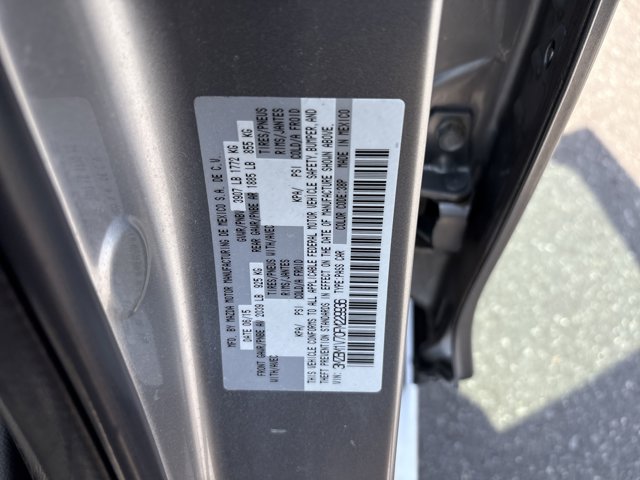 MFD. BY MAZDA MOTOR MANUFACTURING DE MEXICO S.A. DE C.V.
DATE 06/15 GVWR/PNBV 3907 LB 1772 KG
FRONT GAWR/PNBE AV 2039 LB 925 KG REAR GAWR/PNBE AR 1885 LB 855 KG
WITH/AVEC TIRES/PNEUS WITH/AVEC TIRES/PNEUS
RIMS/JANTES RIMS/JANTES
KPA/ PSI COLD/A FROID KPA/ PSI COLD/A FROID
THIS VEHICLE CONFORMS TO ALL APPLICABLE FEDERAL MOTOR VEHICLE SAFETY, BUMPER, AND
THEFT PREVENTION STANDARDS IN EFFECT ON THE DATE OF MANUFACTURE SHOWN ABOVE.
VIN: TYPE:PASS CAR COLOR CODE: MADE IN MEXICO